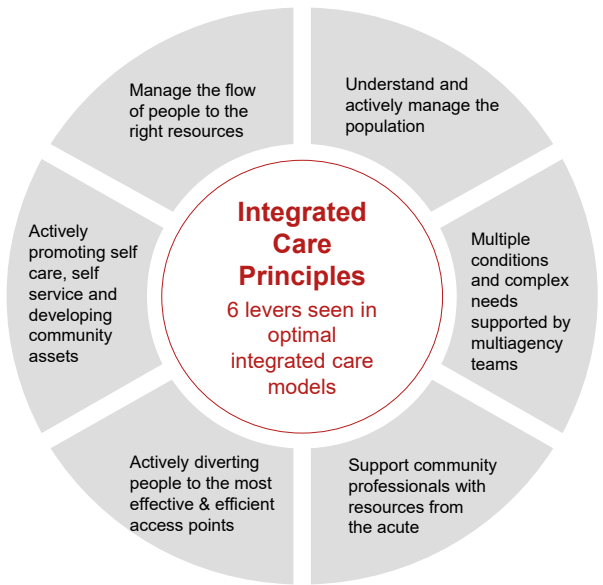 Manage the flow
of people to the
right resources
Understand and
actively manage the
population
Actively
promoting self
care, self
service and
developing
community
assets
Integrated
Care
Principles
6 levers seen in
optimal
integrated care
models
Multiple
conditions
and complex
needs
supported by
multiagency
teams
Actively diverting
people to the most
effective & efficient
access points
Support community
professionals with
resources from
the acute